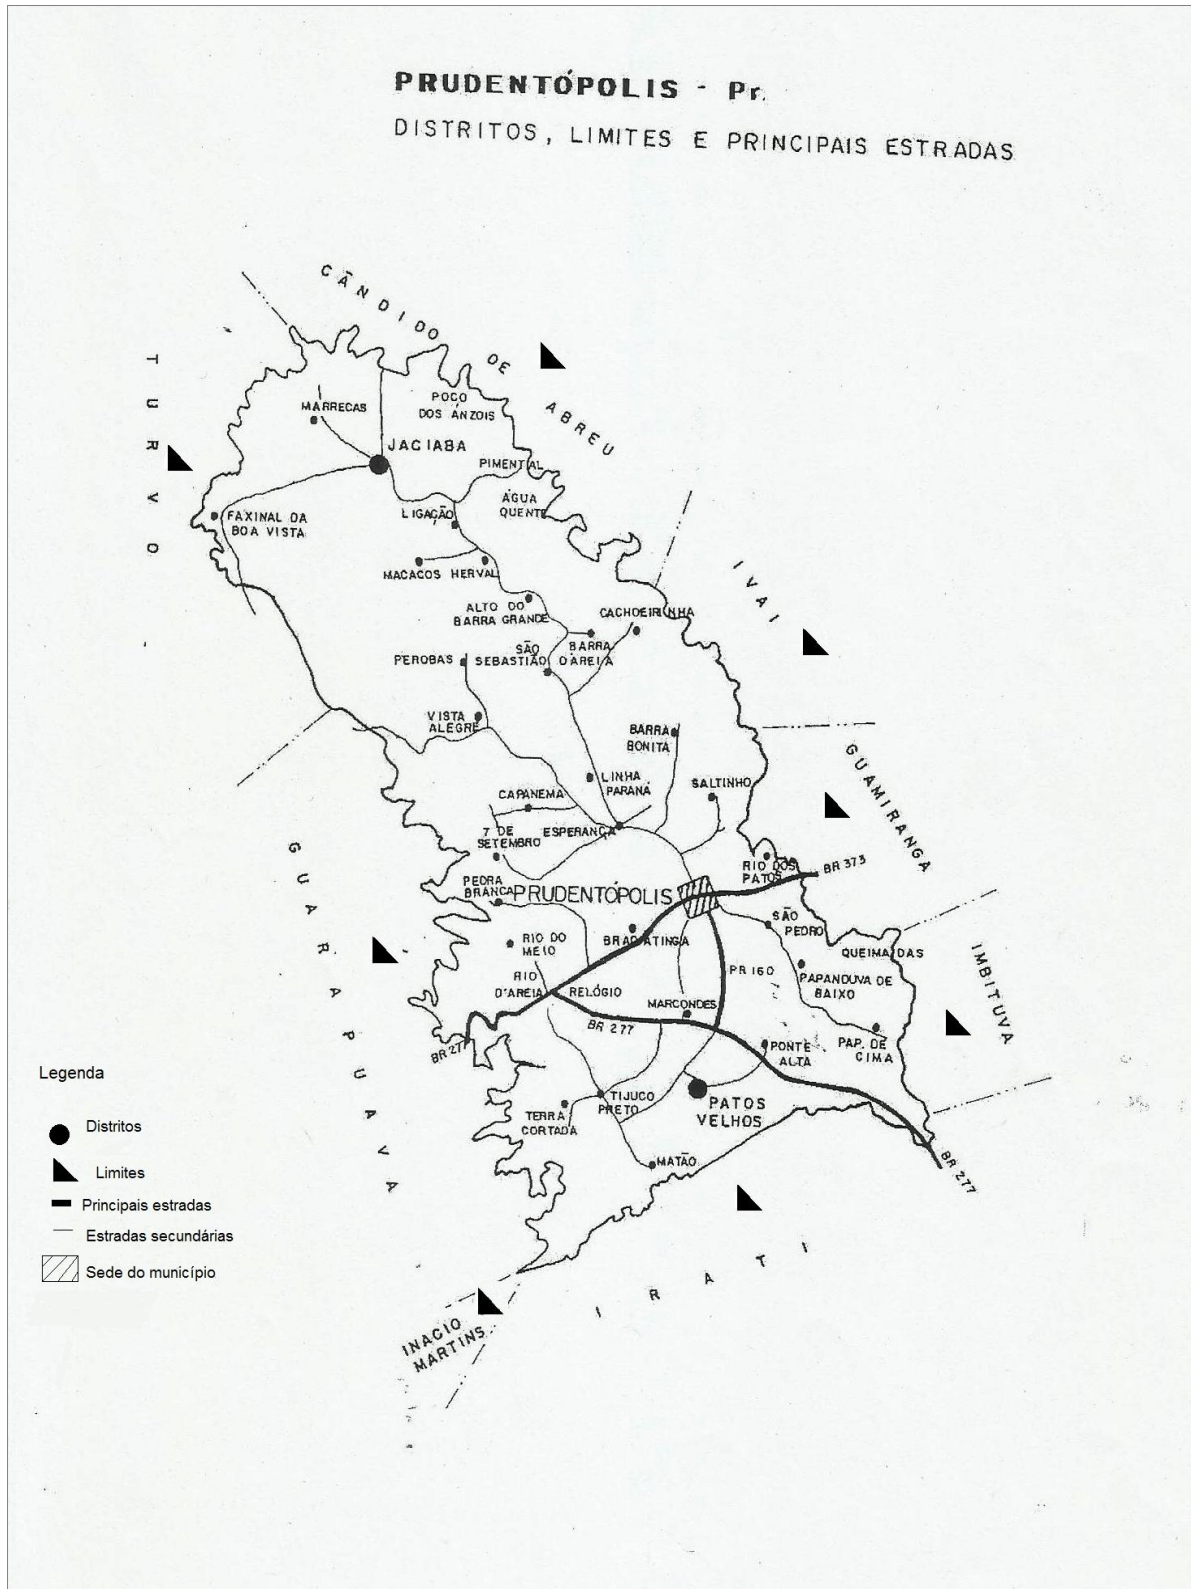 PRUDENTÓPOLIS - Pr.
DISTRITOS, LIMITES E PRINCIPAIS ESTRADAS
CÂNDIDO DE ABREU
TURVO
MARRECAS
POÇO
DOS ANZOIS
JACIABA
PIMENTAL
ÁGUA
QUENTE
LIGAÇÃO
FAXINAL DA
BOA VISTA
MACACOS
HERVAL
IVAI
ALTO DO
BARRA GRANDE
CACHOEIRINHA
BARRA
D'AREIA
SÃO
SEBASTIÃO
PEROBAS
VISTA
ALEGRE
BARRA
BONITA
GUAMIRANGA
LINHA
PARANÁ
SALTINHO
CAPANEMA
7 DE
SETEMBRO
ESPERANÇA
RIO DOS
PATOS
BR 373
PEDRA
BRANCA
PRUDENTÓPOLIS
GUARAPUAVA
SÃO
PEDRO
RIO DO
MEIO
BRACATINGA
QUEIMADAS
IMBITUVA
RIO
D'AREIA
RELÓGIO
PR 160
PAPANDUVA DE
BAIXO
MARCONDES
BR 277
BR 277
PONTE
ALTA
PAP. DE
CIMA
TIJUCO
PRETO
PATOS
VELHOS
TERRA
CORTADA
MATÃO
BR 277
IRATI
INACIO
MARTINS
Legenda
Distritos
Limites
Principais estradas
Estradas secundárias
Sede do município